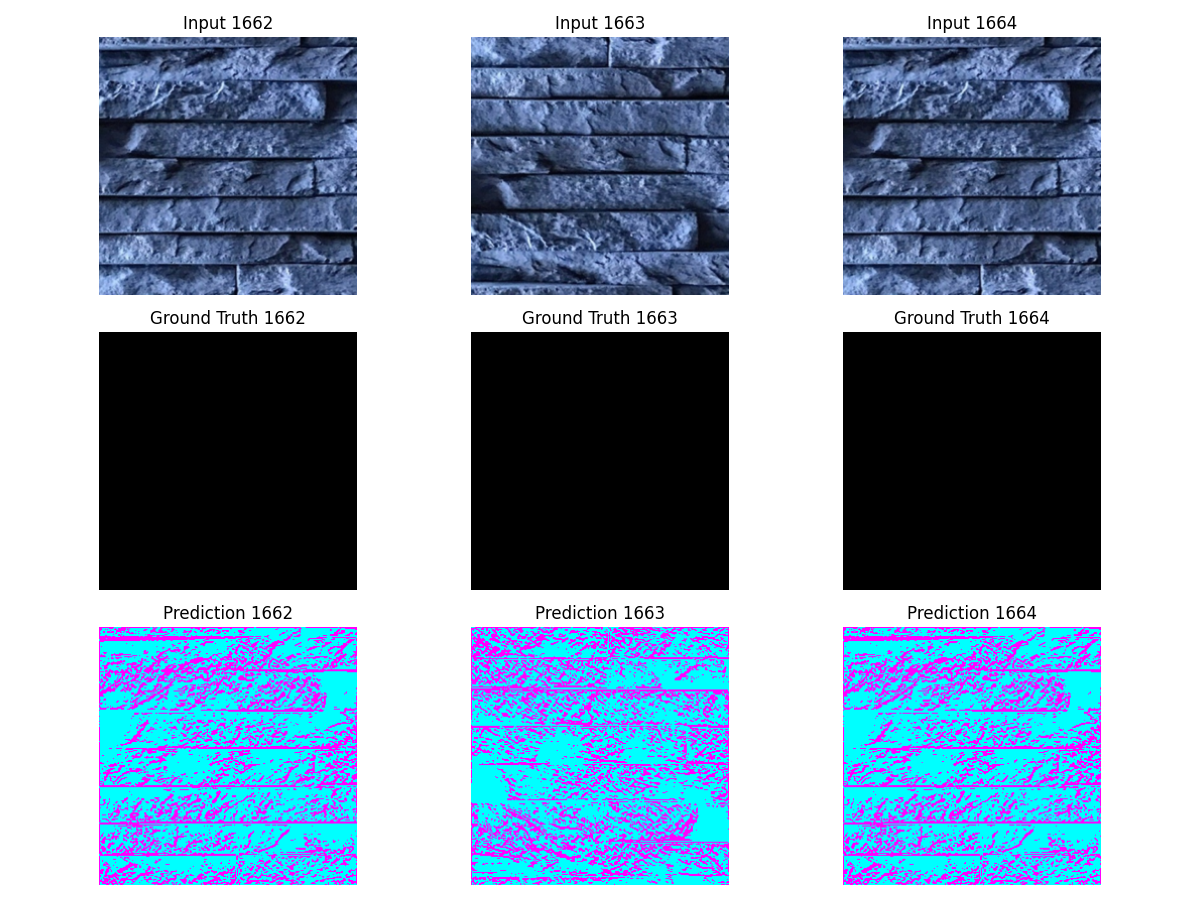 Input 1662
Input 1663
Input 1664
Ground Truth 1662
Ground Truth 1663
Ground Truth 1664
Prediction 1662
Prediction 1663
Prediction 1664